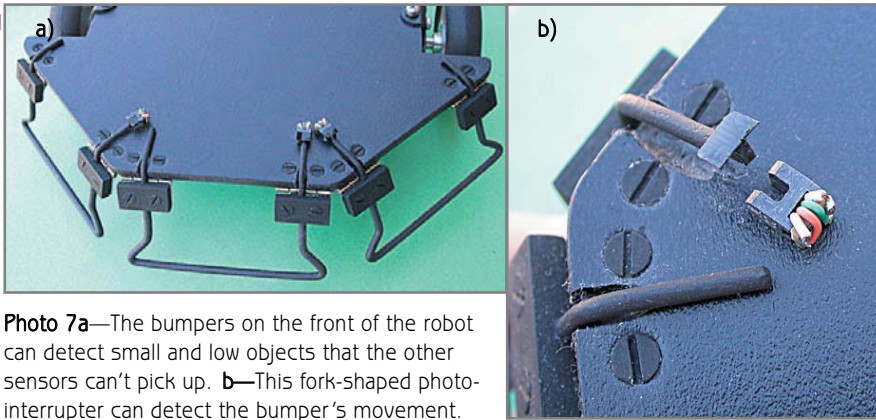 a)
b)
Photo 7a—The bumpers on the front of the robot
can detect small and low objects that the other
sensors can't pick up. b—This fork-shaped photo-
interrupter can detect the bumper's movement.